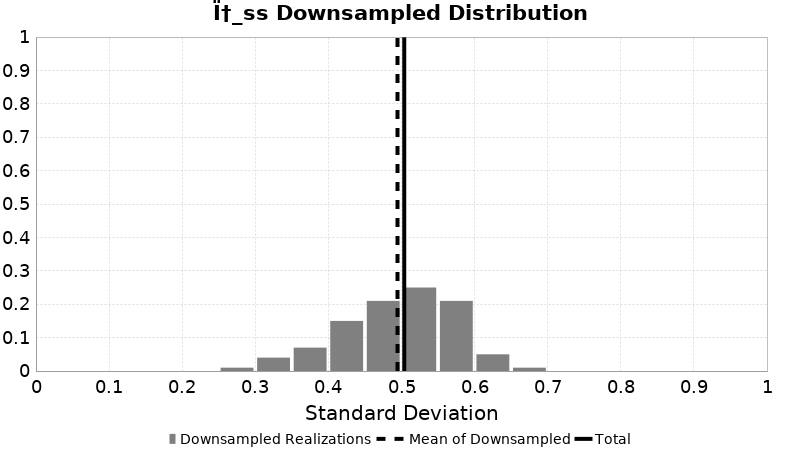 Ï†_ss Downsampled Distribution
1
0.9
0.8
0.7
0.6
0.5
0.4
0.3
0.2
0.1
0
0 0.1 0.2 0.3 0.4 0.5 0.6 0.7 0.8 0.9 1
Standard Deviation
Downsampled Realizations Mean of Downsampled Total